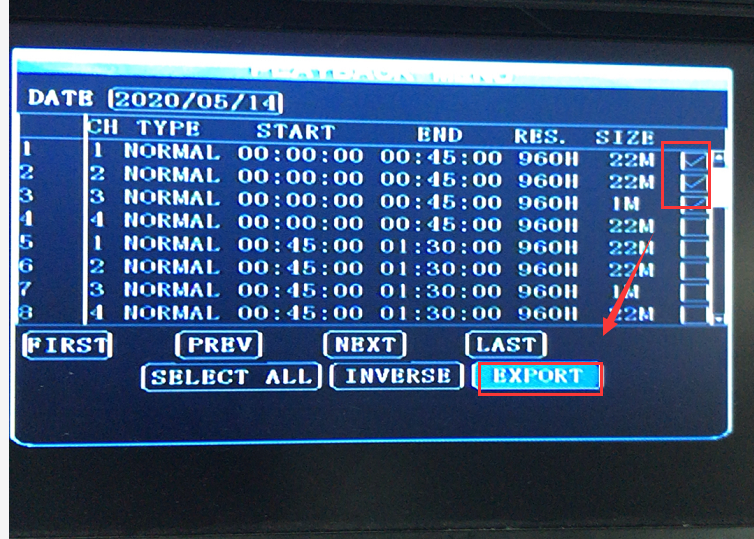 DATE 2020/05/14
CH TYPE START END RES. SIZE
1 1 NORMAL 00:00:00 00:45:00 960H 22M
2 2 NORMAL 00:00:00 00:45:00 960H 22M
3 3 NORMAL 00:00:00 00:45:00 960H 1M
4 4 NORMAL 00:00:00 00:45:00 960H 22M
5 1 NORMAL 00:45:00 01:30:00 960H 22M
6 2 NORMAL 00:45:00 01:30:00 960H 22M
7 3 NORMAL 00:45:00 01:30:00 960H 1M
8 4 NORMAL 00:45:00 01:30:00 960H 22M
FIRST PREV NEXT LAST
SELECT ALL INVERSE EXPORT